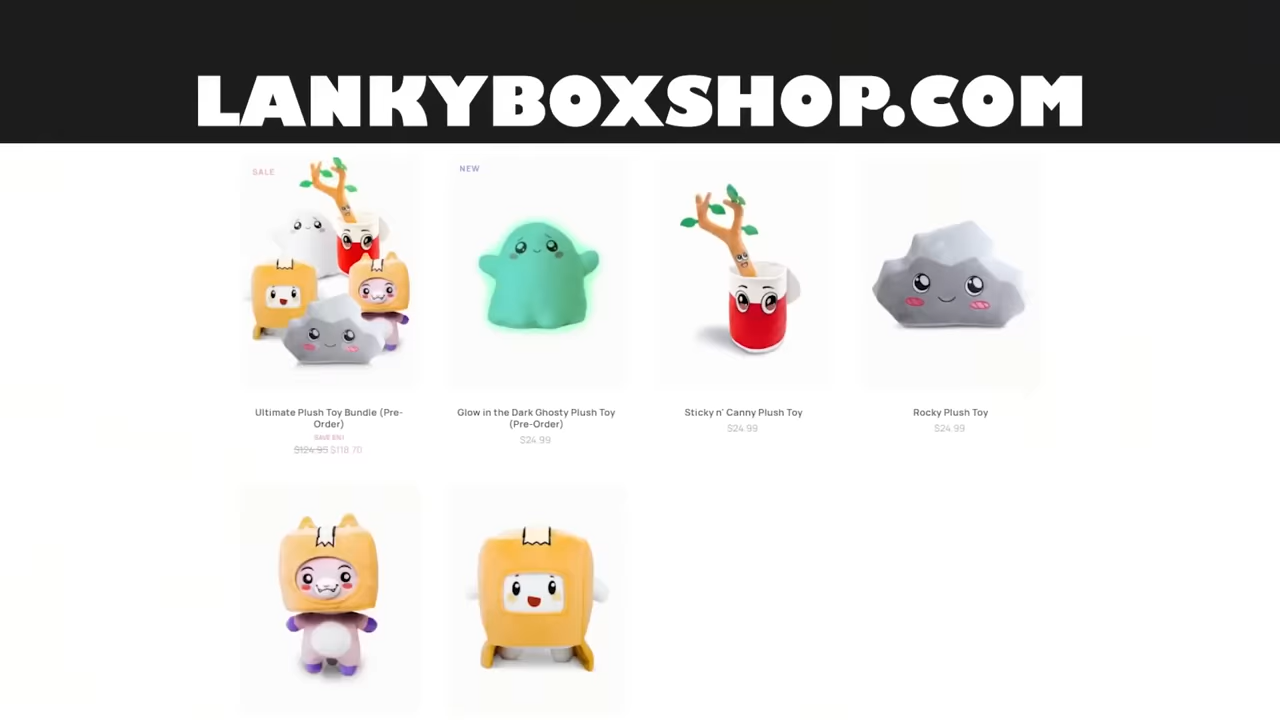 LANKYBOXSHOP.COM
SALE
NEW
Ultimate Plush Toy Bundle (Pre-
Order)
SAVE 5%!
$124.95 $118.70
Glow in the Dark Ghosty Plush Toy
(Pre-Order)
$24.99
Sticky n' Canny Plush Toy
$24.99
Rocky Plush Toy
$24.99